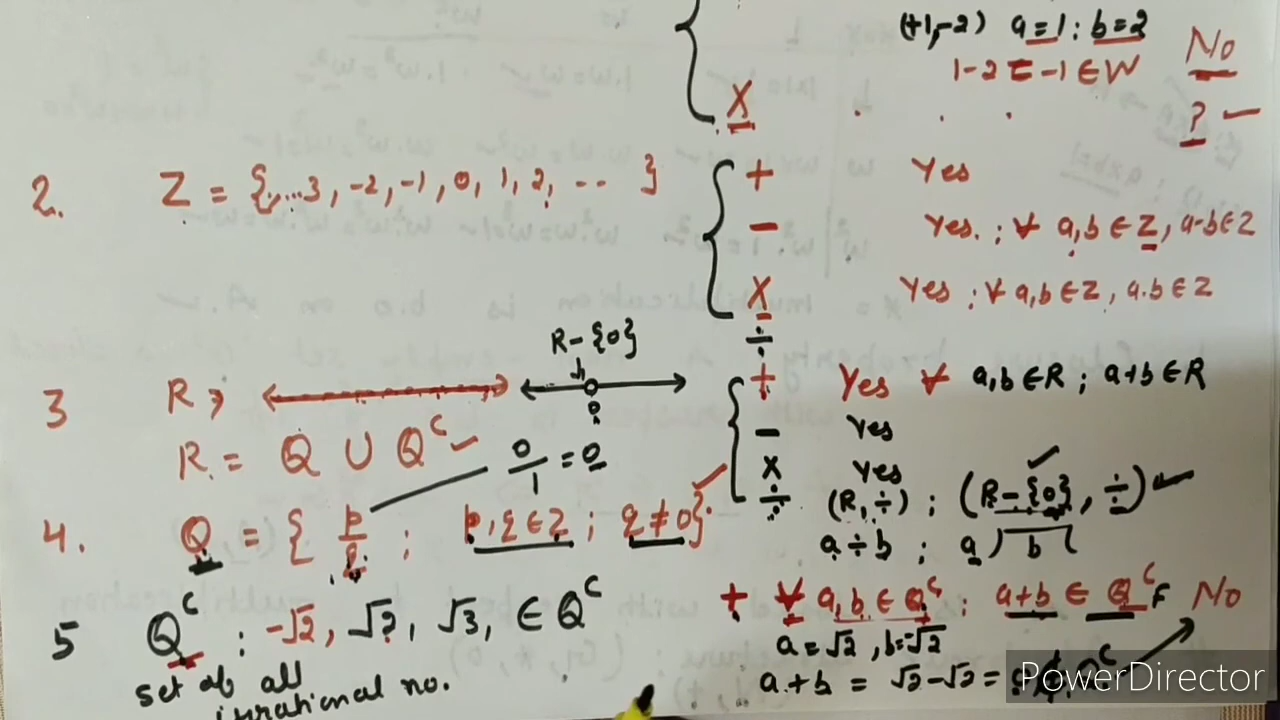 (+1,-2) a=1 : b=2
1-2 = -1 ∈ W No
X . . . ?
2. Z = {,...3, -2, -1, 0, 1, 2, -- }
+ Yes
- Yes. ; ∀ a,b ∈ Z, a-b ∈ Z
X Yes ; ∀ a,b ∈ Z, a.b ∈ Z
÷
R-{0}
3 R →
+ Yes ∀ a,b ∈ R ; a+b ∈ R
- Yes
R = Q ∪ Q^C
0/1 = 0
x Yes
÷ (R, ÷) ; (R-{0}, ÷)
4. Q = { p/q ; p,q ∈ Z ; q ≠ 0}
a ÷ b ; a ) b (
5 Q^C : -√2, √2, √3, ∈ Q^C
+ ∀ a,b ∈ Q^C ; a+b ∈ Q^C F No
a = √2 , b = -√2
a+b = √2-√2 = 0 ∉ Q^C
set of all
irrational no.
PowerDirector